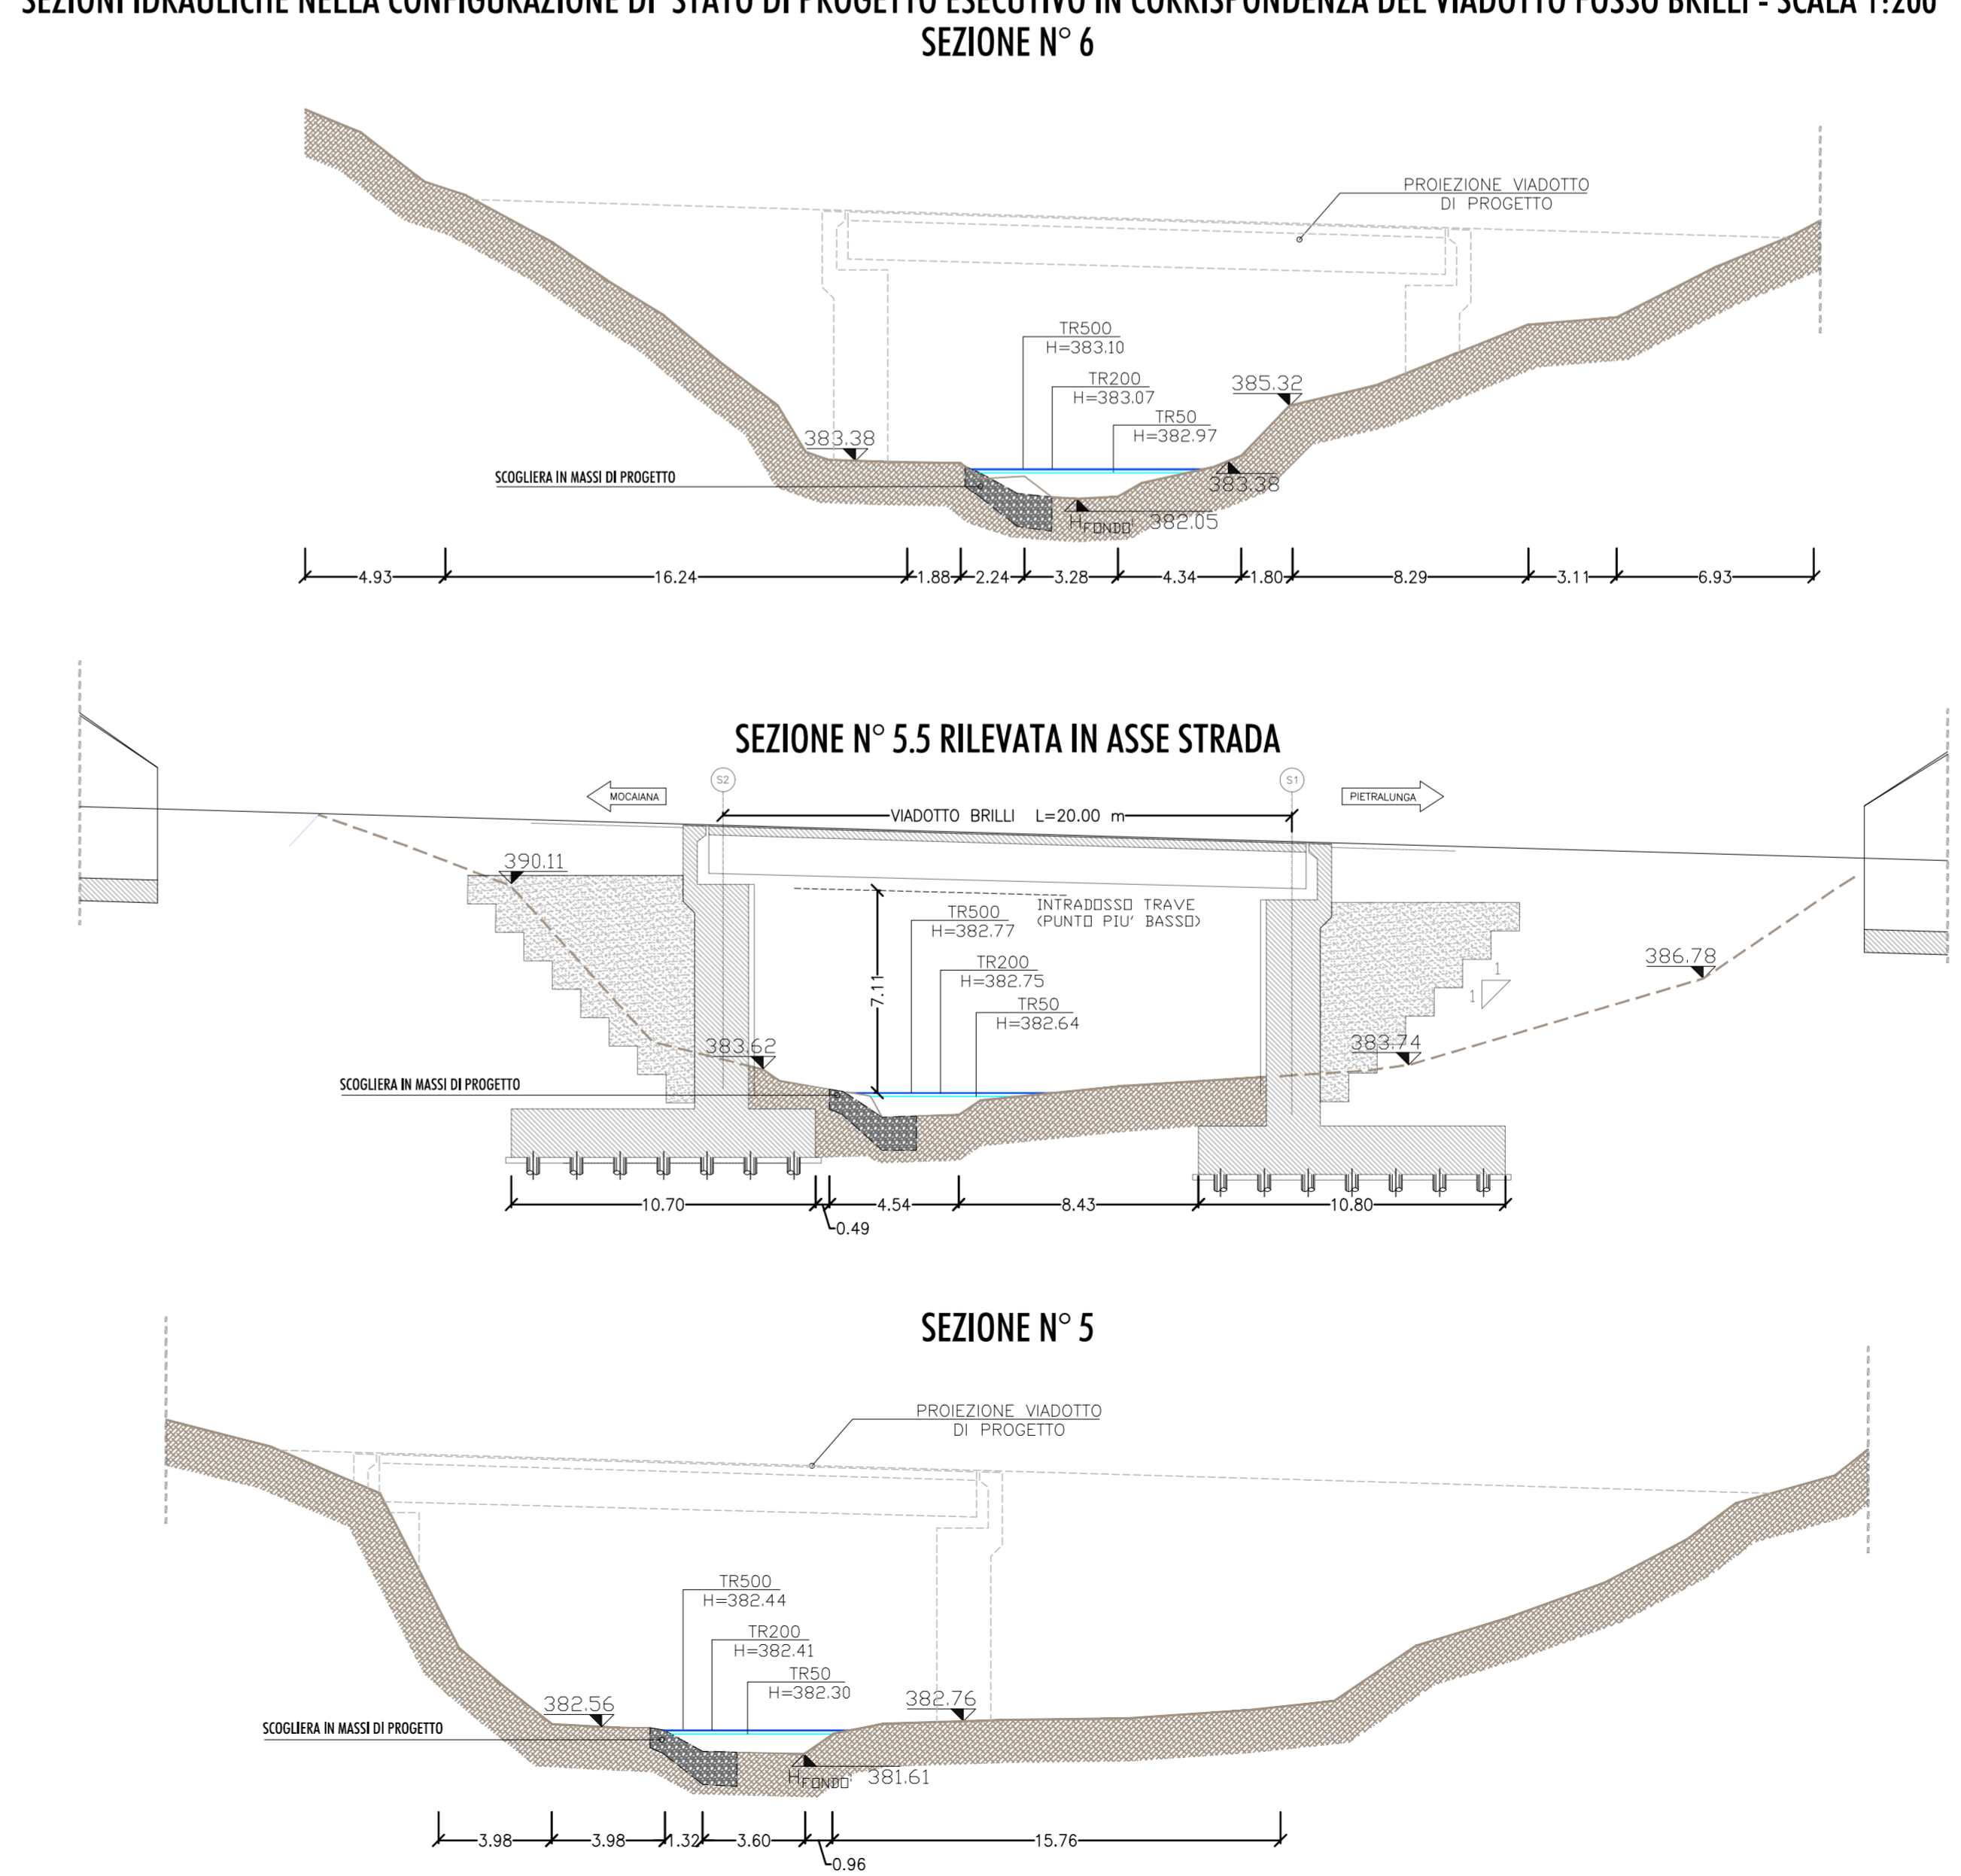 SEZIONI IDRAULICHE NELLA CONFIGURAZIONE DI STATO DI PROGETTO ESECUTIVO IN CORRISPONDENZA DEL VIADOTTO FOSSO BRILLI - SCALA 1:200
SEZIONE N° 6
PROIEZIONE VIADOTTO
DI PROGETTO
TR500
H=383.10
TR200
H=383.07
TR50
H=382.97
385.32
383.38
SCOGLIERA IN MASSI DI PROGETTO
383.38
HFONDO' 382.05
4.93
16.24
1.88
2.24
3.28
4.34
1.80
8.29
3.11
6.93
SEZIONE N° 5.5 RILEVATA IN ASSE STRADA
S2
S1
MOCAIANA
PIETRALUNGA
VIADOTTO BRILLI L=20.00 m
390.11
INTRADOSSO TRAVE
(PUNTO PIU' BASSO)
TR500
H=382.77
TR200
H=382.75
TR50
H=382.64
7.11
386.78
1
1
383.62
383.74
SCOGLIERA IN MASSI DI PROGETTO
10.70
0.49
4.54
8.43
10.80
SEZIONE N° 5
PROIEZIONE VIADOTTO
DI PROGETTO
TR500
H=382.44
TR200
H=382.41
TR50
H=382.30
382.56
382.76
SCOGLIERA IN MASSI DI PROGETTO
HFONDO' 381.61
3.98
3.98
1.32
3.60
0.96
15.76